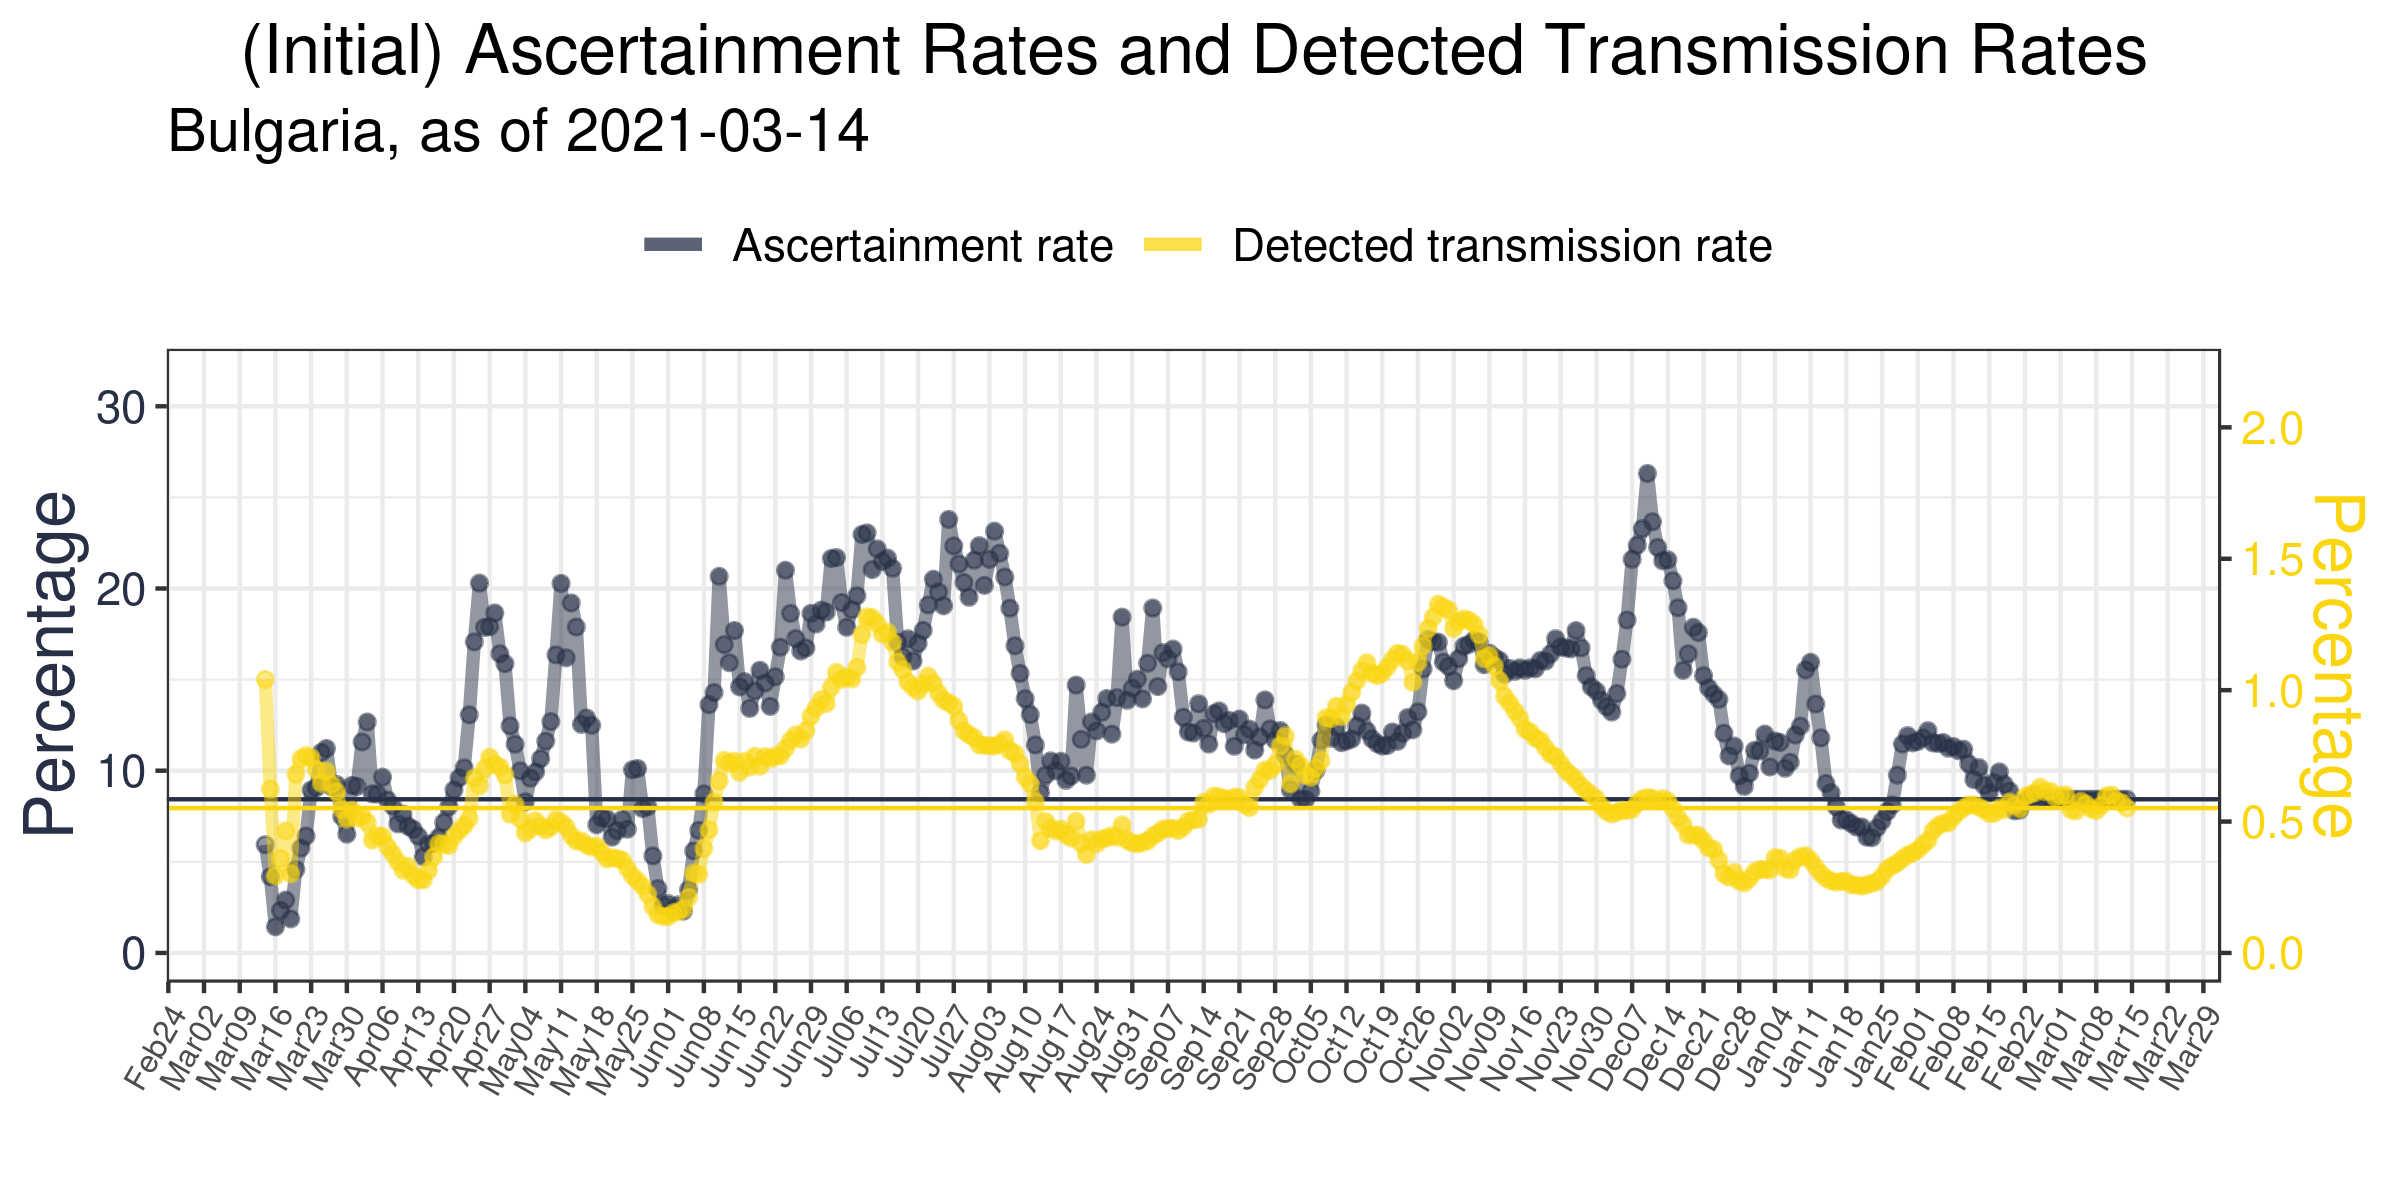 (Initial) Ascertainment Rates and Detected Transmission Rates
Bulgaria, as of 2021-03-14
Ascertainment rate
Detected transmission rate
Percentage
30
20
10
0
2.0
1.5
1.0
0.5
0.0
Percentage
Feb24
Mar02
Mar09
Mar16
Mar23
Mar30
Apr06
Apr13
Apr20
Apr27
May04
May11
May18
May25
Jun01
Jun08
Jun15
Jun22
Jun29
Jul06
Jul13
Jul20
Jul27
Aug03
Aug10
Aug17
Aug24
Aug31
Sep07
Sep14
Sep21
Sep28
Oct05
Oct12
Oct19
Oct26
Nov02
Nov09
Nov16
Nov23
Nov30
Dec07
Dec14
Dec21
Dec28
Jan04
Jan11
Jan18
Jan25
Feb01
Feb08
Feb15
Feb22
Mar01
Mar08
Mar15
Mar22
Mar29